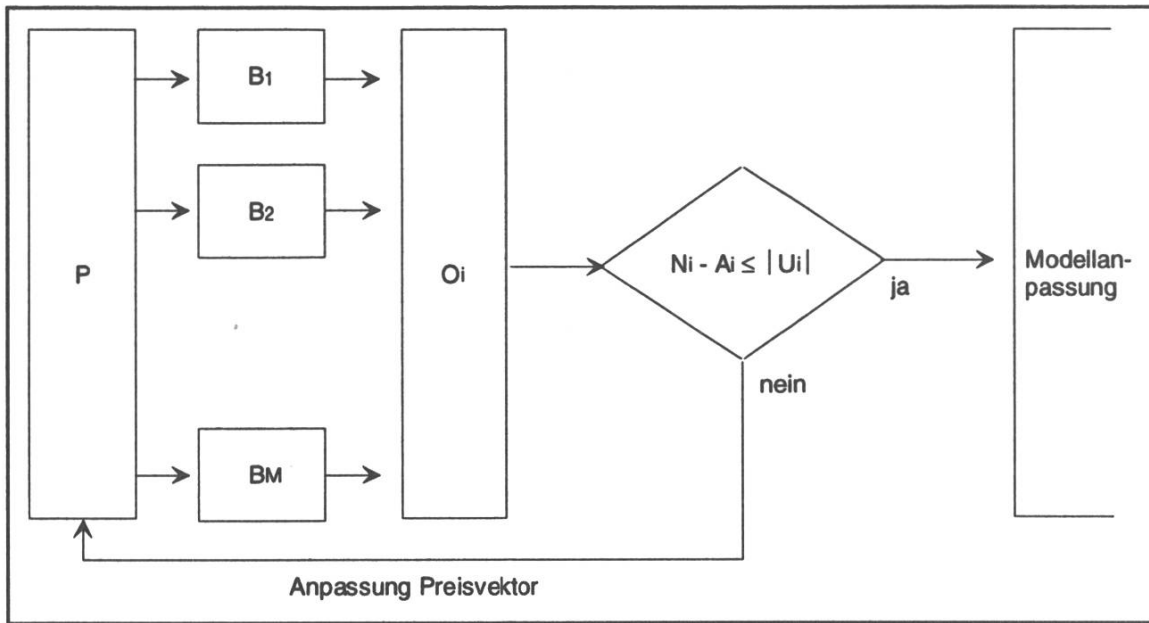 B1
B2
P
Oi
Ni - Ai ≤ |Ui|
ja
Modellan-
passung
nein
BM
Anpassung Preisvektor